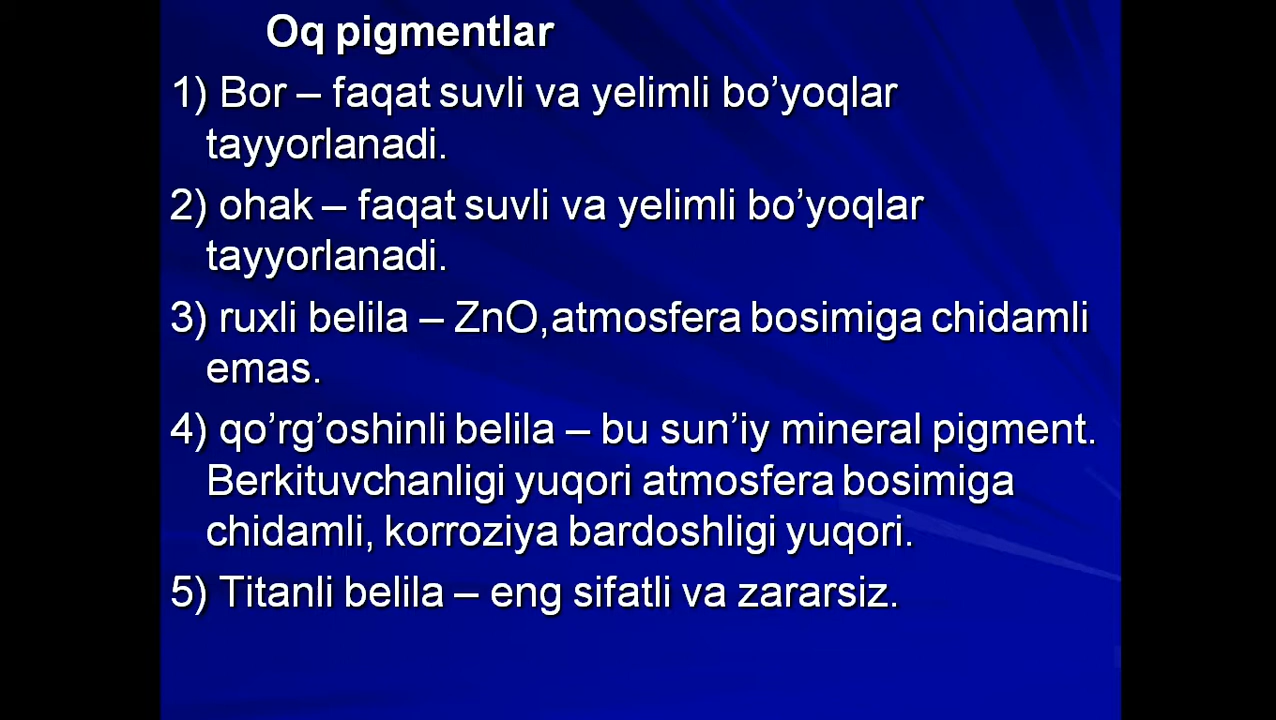 Oq pigmentlar
1) Bor – faqat suvli va yelimli bo’yoqlar
tayyorlanadi.
2) ohak – faqat suvli va yelimli bo’yoqlar
tayyorlanadi.
3) ruxli belila – ZnO,atmosfera bosimiga chidamli
emas.
4) qo’rg’oshinli belila – bu sun’iy mineral pigment.
Berkituvchanligi yuqori atmosfera bosimiga
chidamli, korroziya bardoshligi yuqori.
5) Titanli belila – eng sifatli va zararsiz.